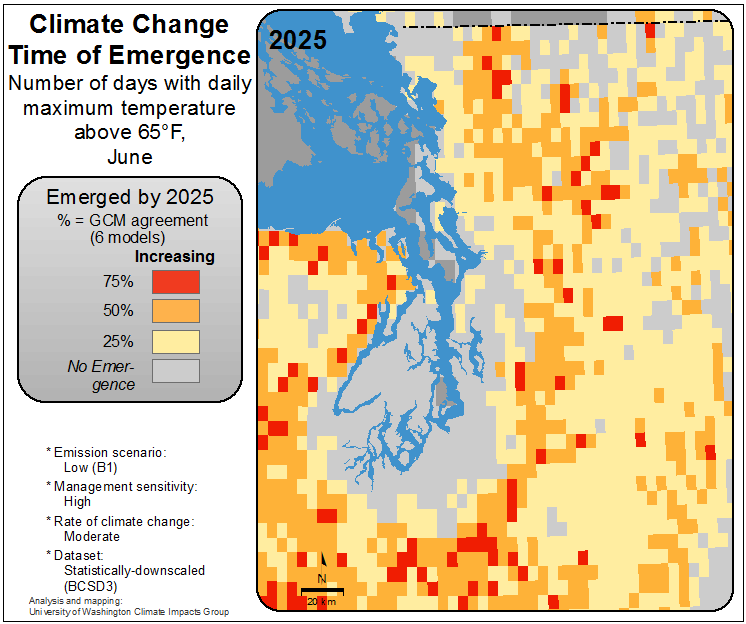 Climate Change
Time of Emergence
Number of days with daily
maximum temperature
above 65°F,
June
Emerged by 2025
% = GCM agreement
(6 models)
Increasing
75%
50%
25%
No Emer-
gence
* Emission scenario:
Low (B1)
* Management sensitivity:
High
* Rate of climate change:
Moderate
* Dataset:
Statistically-downscaled
(BCSD3)
Analysis and mapping:
University of Washington Climate Impacts Group
2025
N
20 km